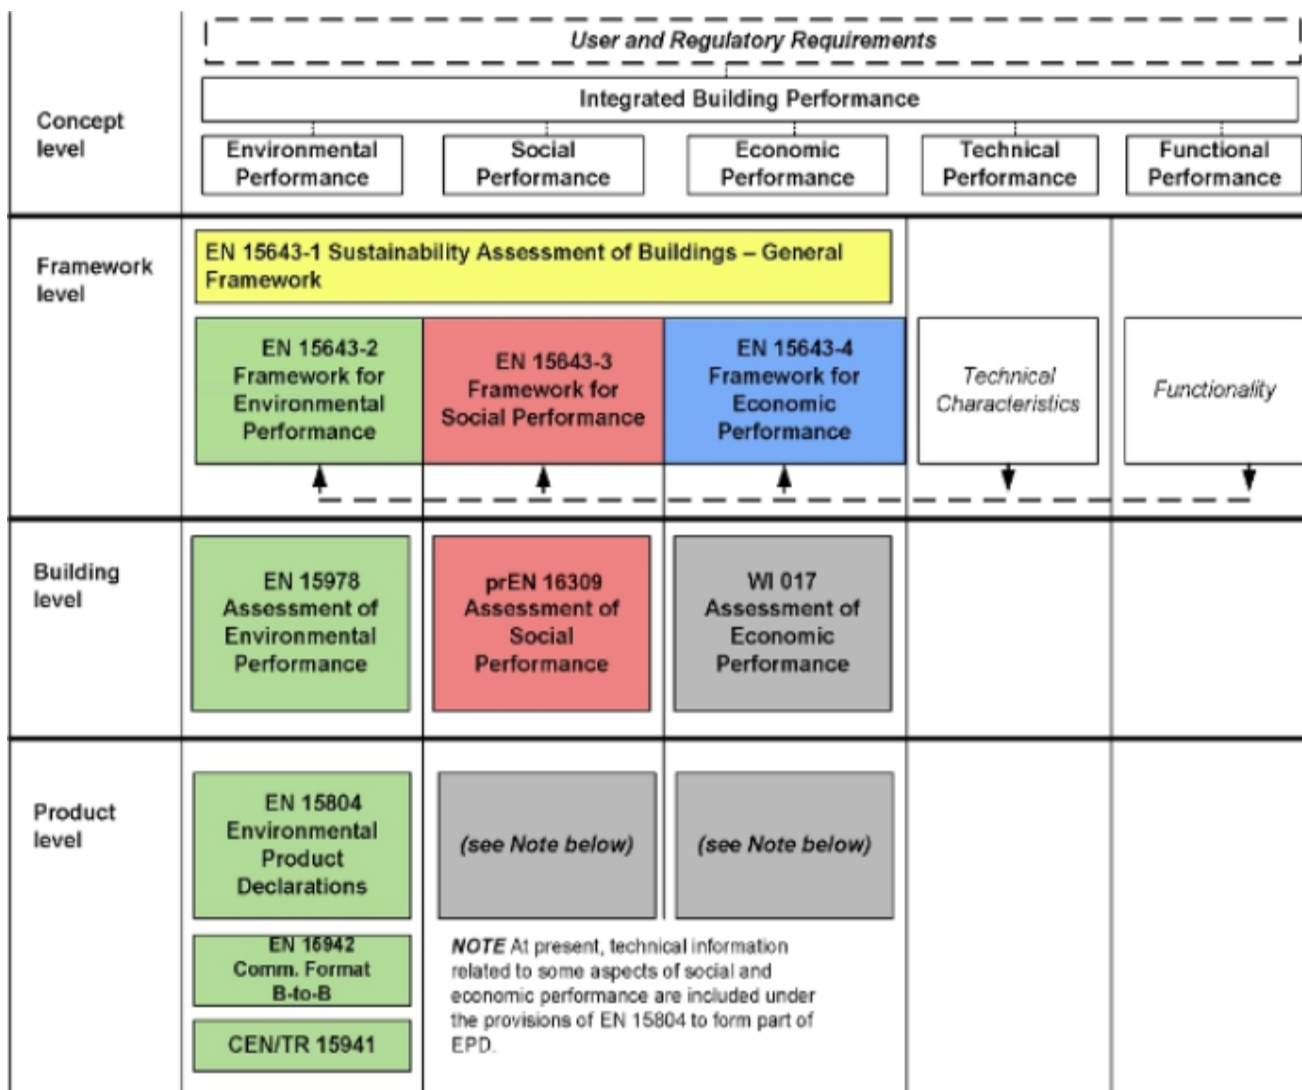 User and Regulatory Requirements
Integrated Building Performance
Concept
level
Environmental
Performance
Social
Performance
Economic
Performance
Technical
Performance
Functional
Performance
Framework
level
EN 15643-1 Sustainability Assessment of Buildings – General
Framework
EN 15643-2
Framework for
Environmental
Performance
EN 15643-3
Framework for
Social Performance
EN 15643-4
Framework for
Economic
Performance
Technical
Characteristics
Functionality
Building
level
EN 15978
Assessment of
Environmental
Performance
prEN 16309
Assessment of
Social
Performance
WI 017
Assessment of
Economic
Performance
Product
level
EN 15804
Environmental
Product
Declarations
(see Note below)
(see Note below)
EN 15942
Comm. Format
B-to-B
CEN/TR 15941
NOTE At present, technical information
related to some aspects of social and
economic performance are included under
the provisions of EN 15804 to form part of
EPD.